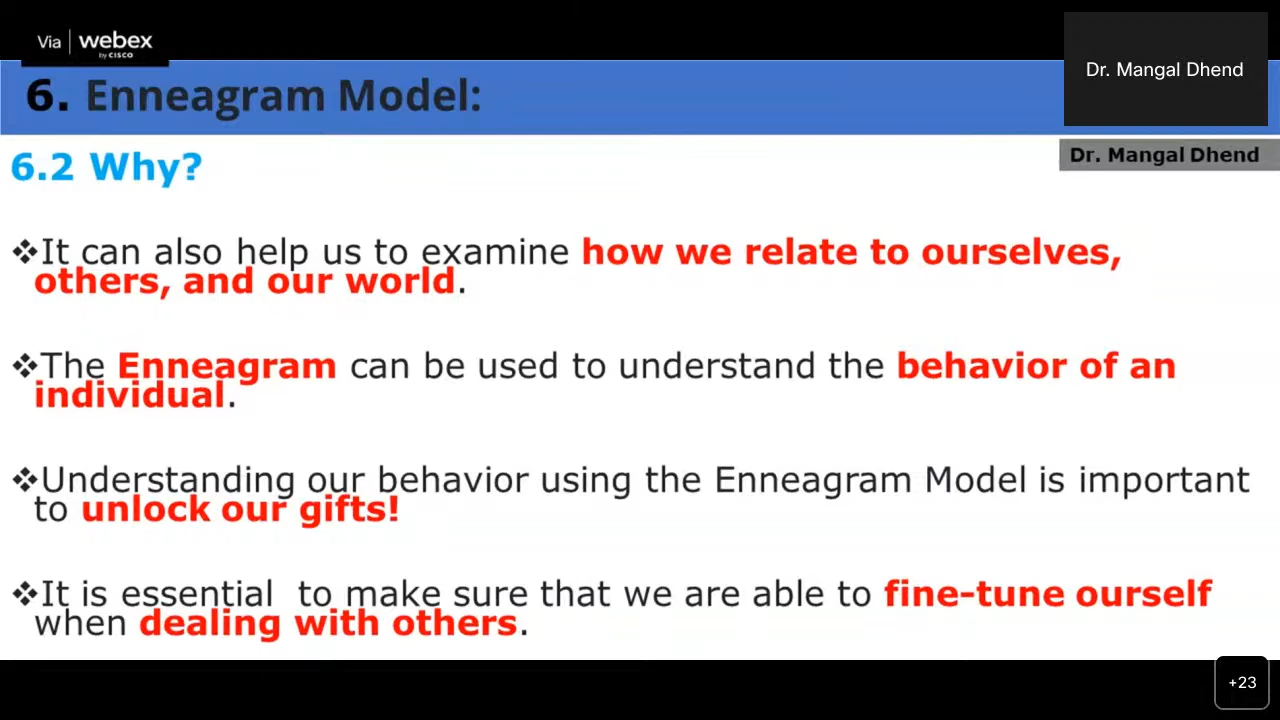 Via webex
by CISCO
Dr. Mangal Dhend
6. Enneagram Model:
Dr. Mangal Dhend
6.2 Why?
❖It can also help us to examine how we relate to ourselves,
others, and our world.
❖The Enneagram can be used to understand the behavior of an
individual.
❖Understanding our behavior using the Enneagram Model is important
to unlock our gifts!
❖It is essential  to make sure that we are able to fine-tune ourself
when dealing with others.
+23